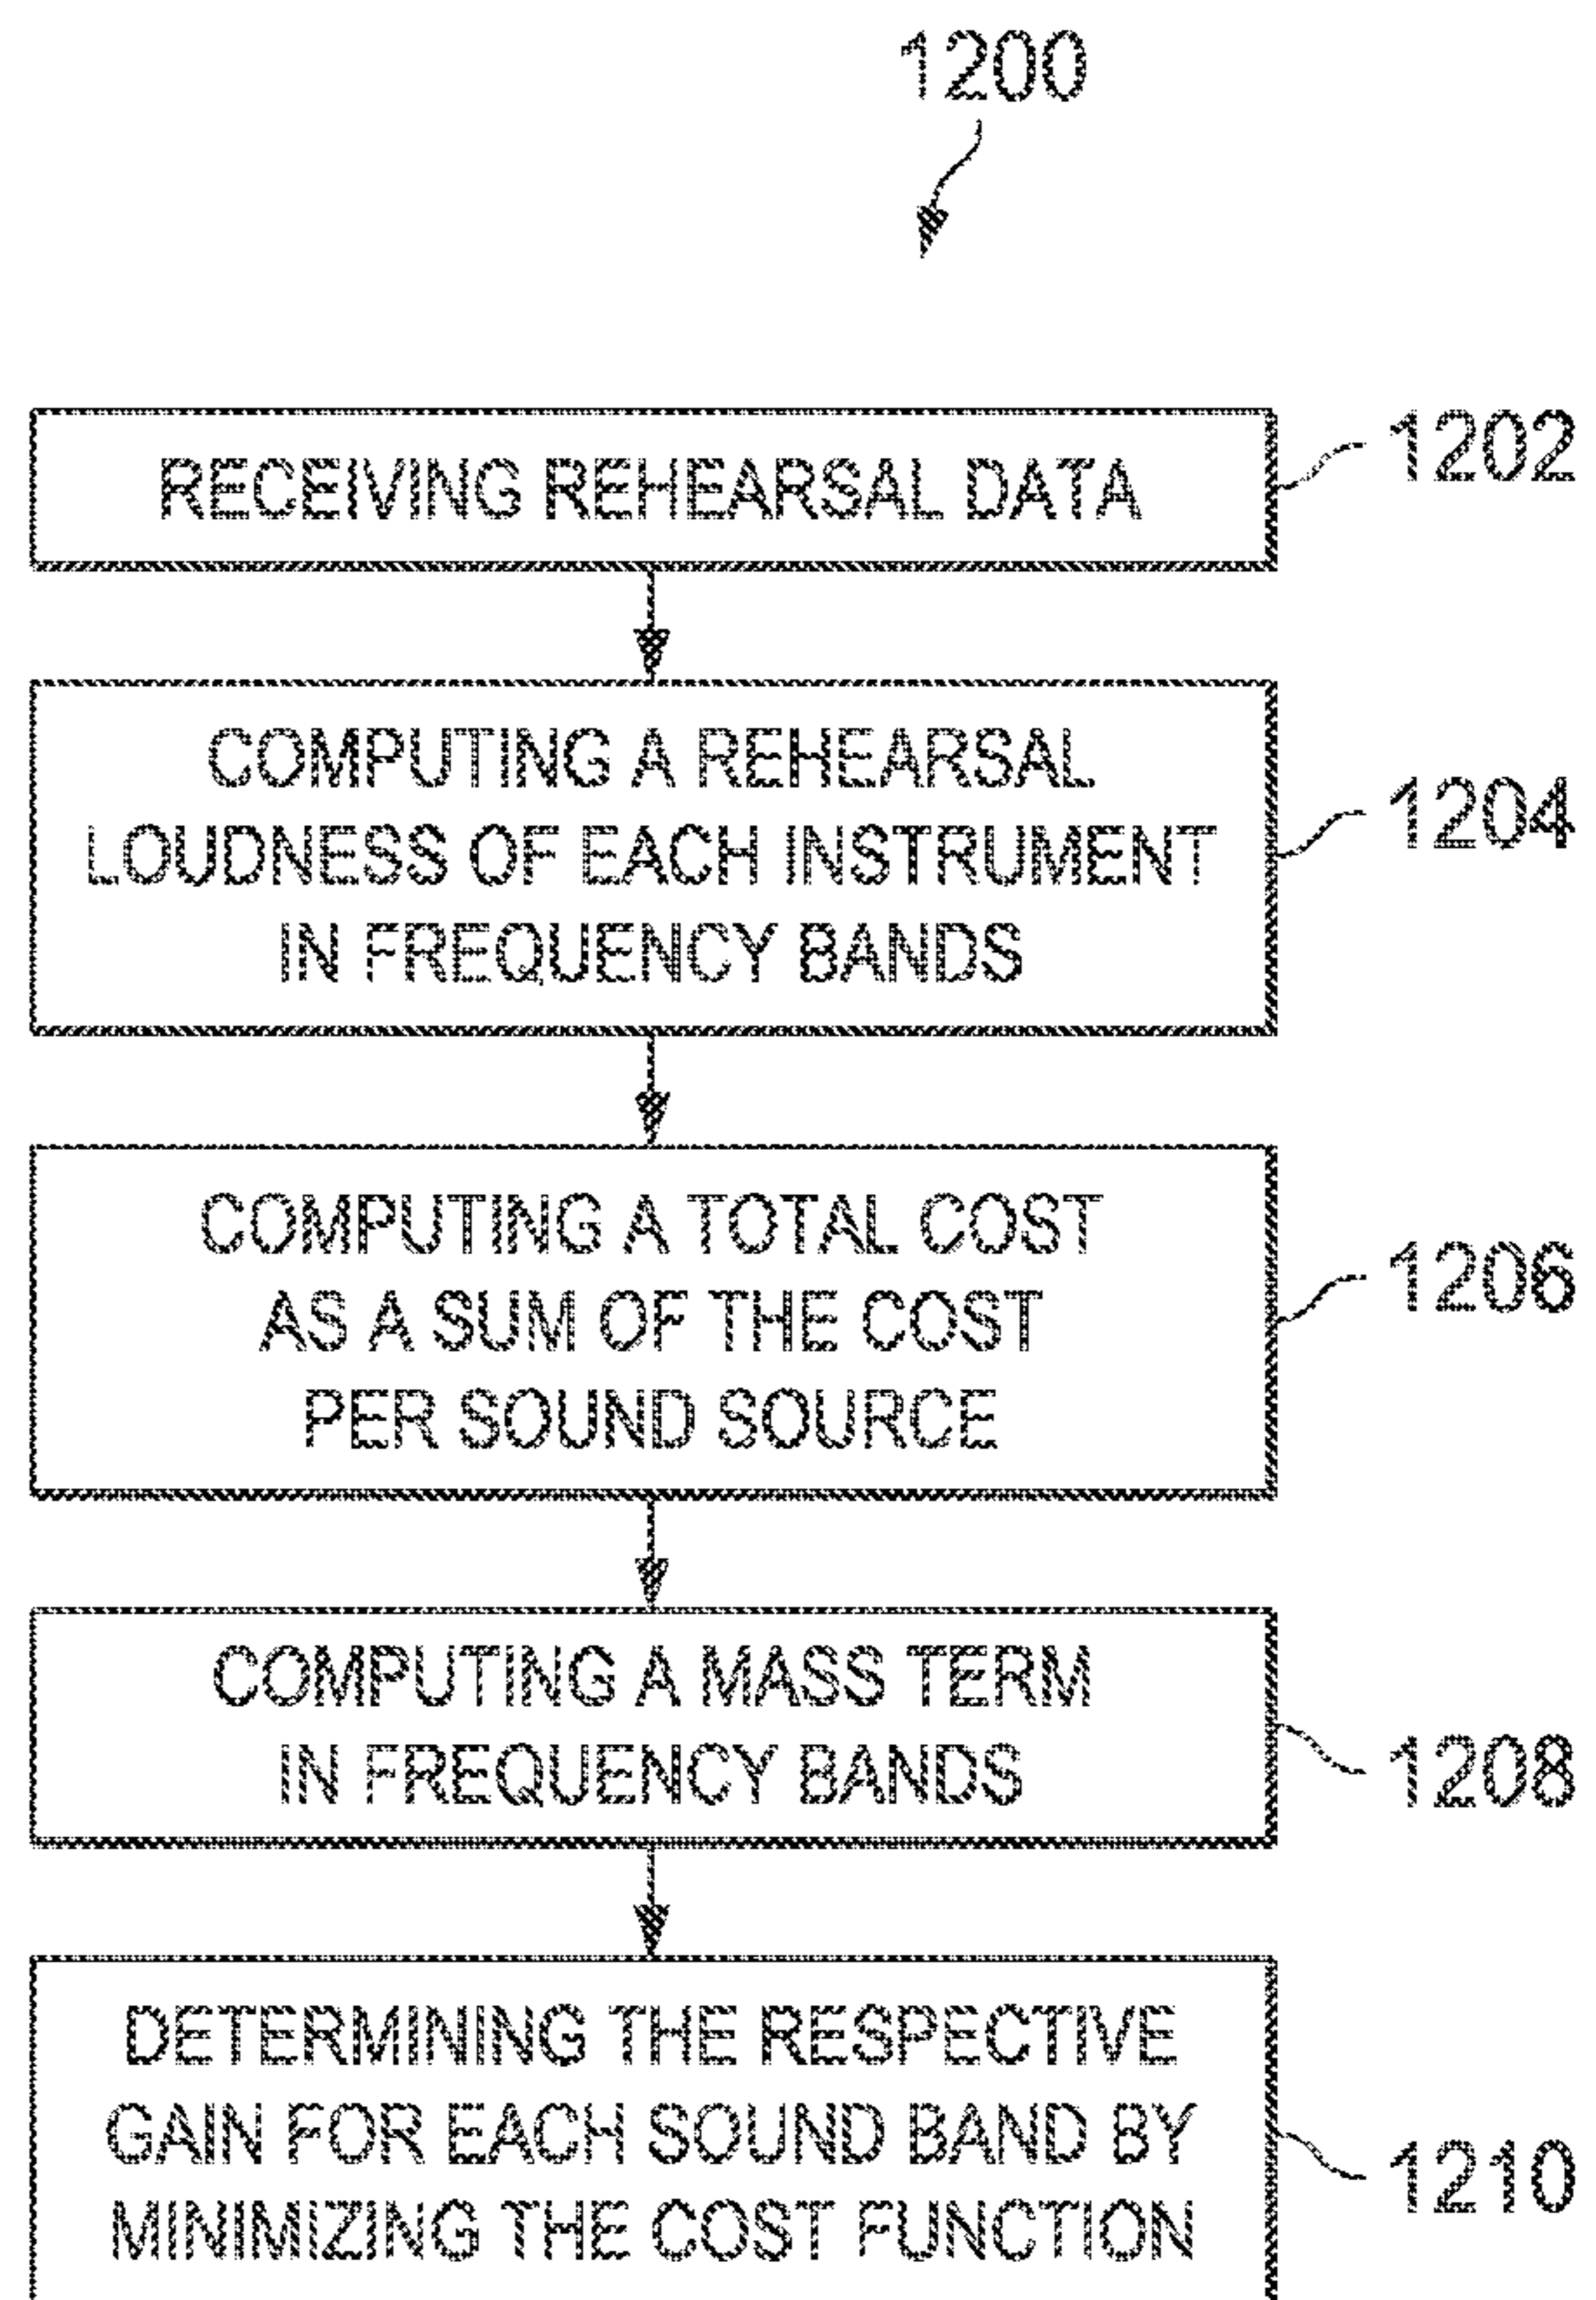 1200
RECEIVING REHEARSAL DATA
1202
COMPUTING A REHEARSAL
LOUDNESS OF EACH INSTRUMENT
IN FREQUENCY BANDS
1204
COMPUTING A TOTAL COST
AS A SUM OF THE COST
PER SOUND SOURCE
1206
COMPUTING A MASS TERM
IN FREQUENCY BANDS
1208
DETERMINING THE RESPECTIVE
GAIN FOR EACH SOUND BAND BY
MINIMIZING THE COST FUNCTION
1210